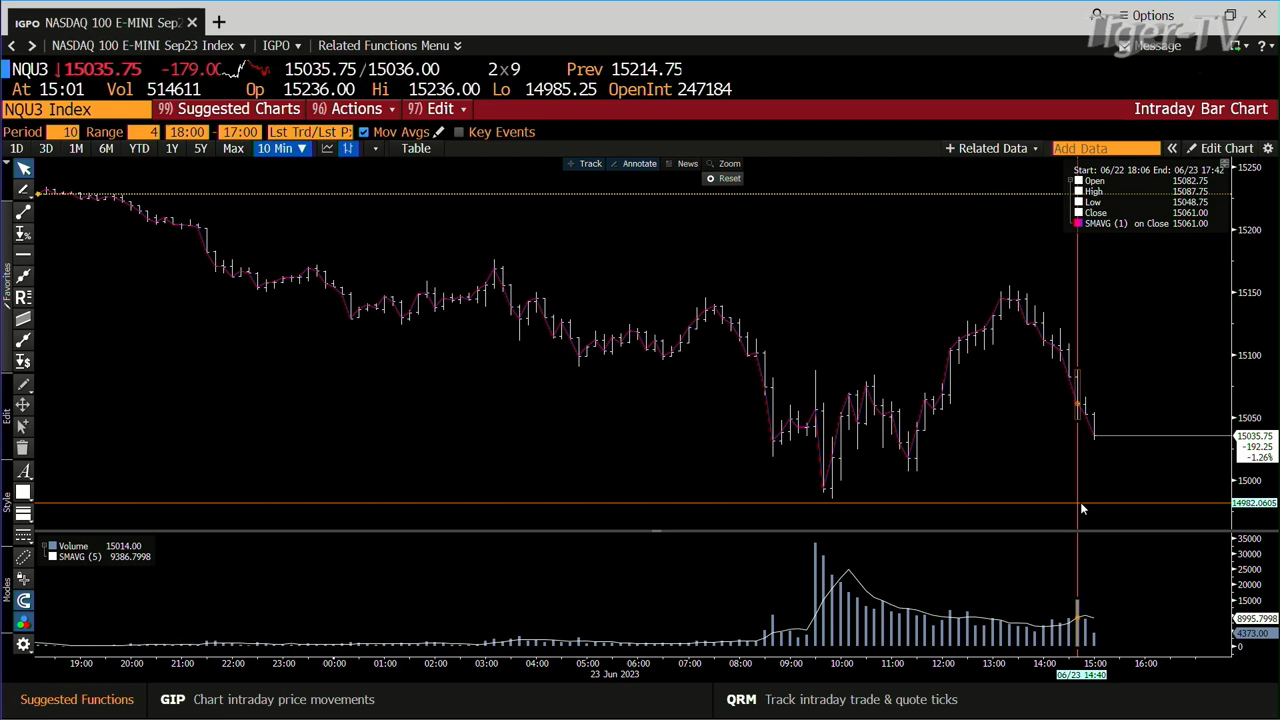 IGPO NASDAQ 100 E-MINI Sep2
Options
NASDAQ 100 E-MINI Sep23 Index IGPO Related Functions Menu
Message
Tiger-TV
NQU3 15035.75 -179.00 15035.75/15036.00 2×9 Prev 15214.75
At 15:01 Vol 514611 Op 15236.00 Hi 15236.00 Lo 14985.25 OpenInt 247184
NQU3 Index 99) Suggested Charts 96) Actions 97) Edit Intraday Bar Chart
Period 10 Range 4 18:00 - 17:00 Lst Trd/Lst P Mov Avgs Key Events
1D 3D 1M 6M YTD 1Y 5Y Max 10 Min Table + Related Data Add Data Edit Chart
Track Annotate News Zoom
Reset
Start: 06/22 18:06 End: 06/23 17:42
Open 15082.75
High 15087.75
Low 15048.75
Close 15061.00
SMAVG (1) on Close 15061.00
15250
15200
15150
15100
15050
15035.75
-192.25
-1.26%
15000
14982.0605
Favorites
Edit
Style
Modes
Volume 15014.00
SMAVG (5) 9386.7998
35000
30000
25000
20000
15000
8995.7998
4373.00
0
19:00 20:00 21:00 22:00 23:00 00:00 01:00 02:00 03:00 04:00 05:00 06:00 07:00 08:00 09:00 10:00 11:00 12:00 13:00 14:00 15:00 16:00
23 Jun 2023
06/23 14:40
Suggested Functions GIP Chart intraday price movements QRM Track intraday trade & quote ticks